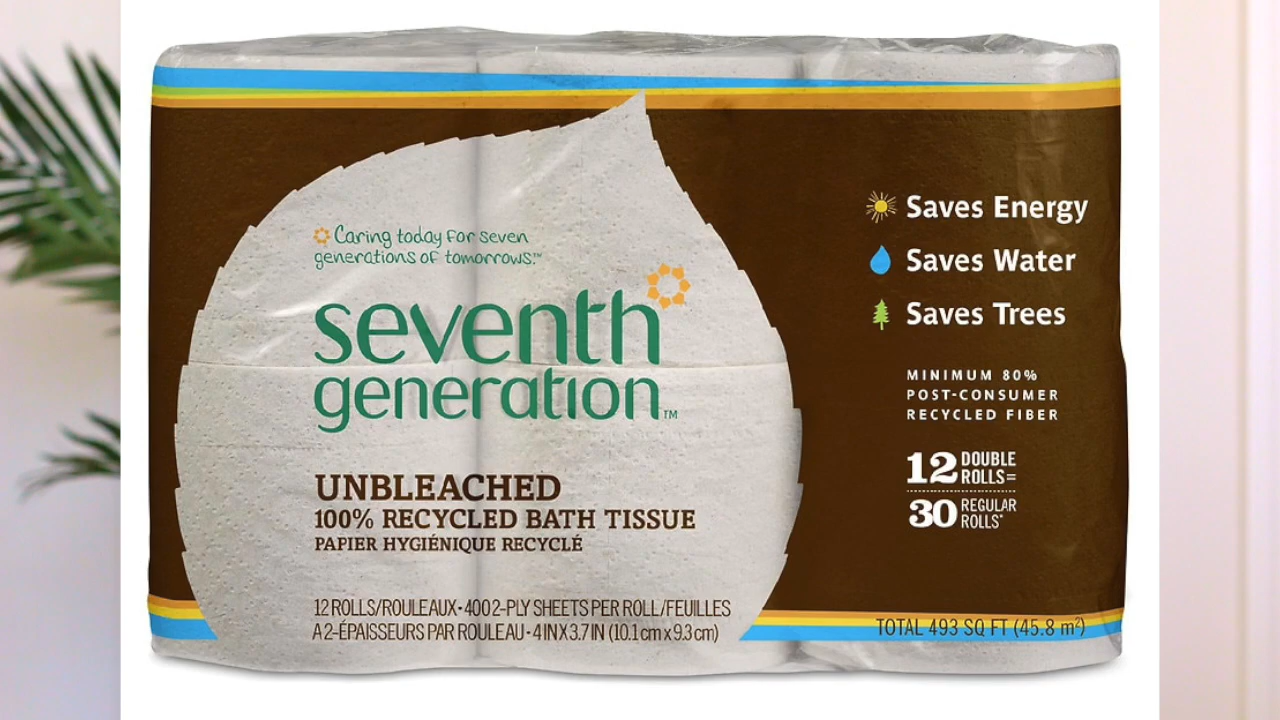 Caring today for seven
generations of tomorrows.™
seventh
generation™
UNBLEACHED
100% RECYCLED BATH TISSUE
PAPIER HYGIÉNIQUE RECYCLÉ
12 ROLLS/ROULEAUX • 400 2-PLY SHEETS PER ROLL/FEUILLES
A 2-ÉPAISSEURS PAR ROULEAU • 4 IN X 3.7 IN (10.1 cm x 9.3 cm)
Saves Energy
Saves Water
Saves Trees
MINIMUM 80%
POST-CONSUMER
RECYCLED FIBER
12 DOUBLE ROLLS=
30 REGULAR ROLLS*
TOTAL 493 SQ FT (45.8 m²)